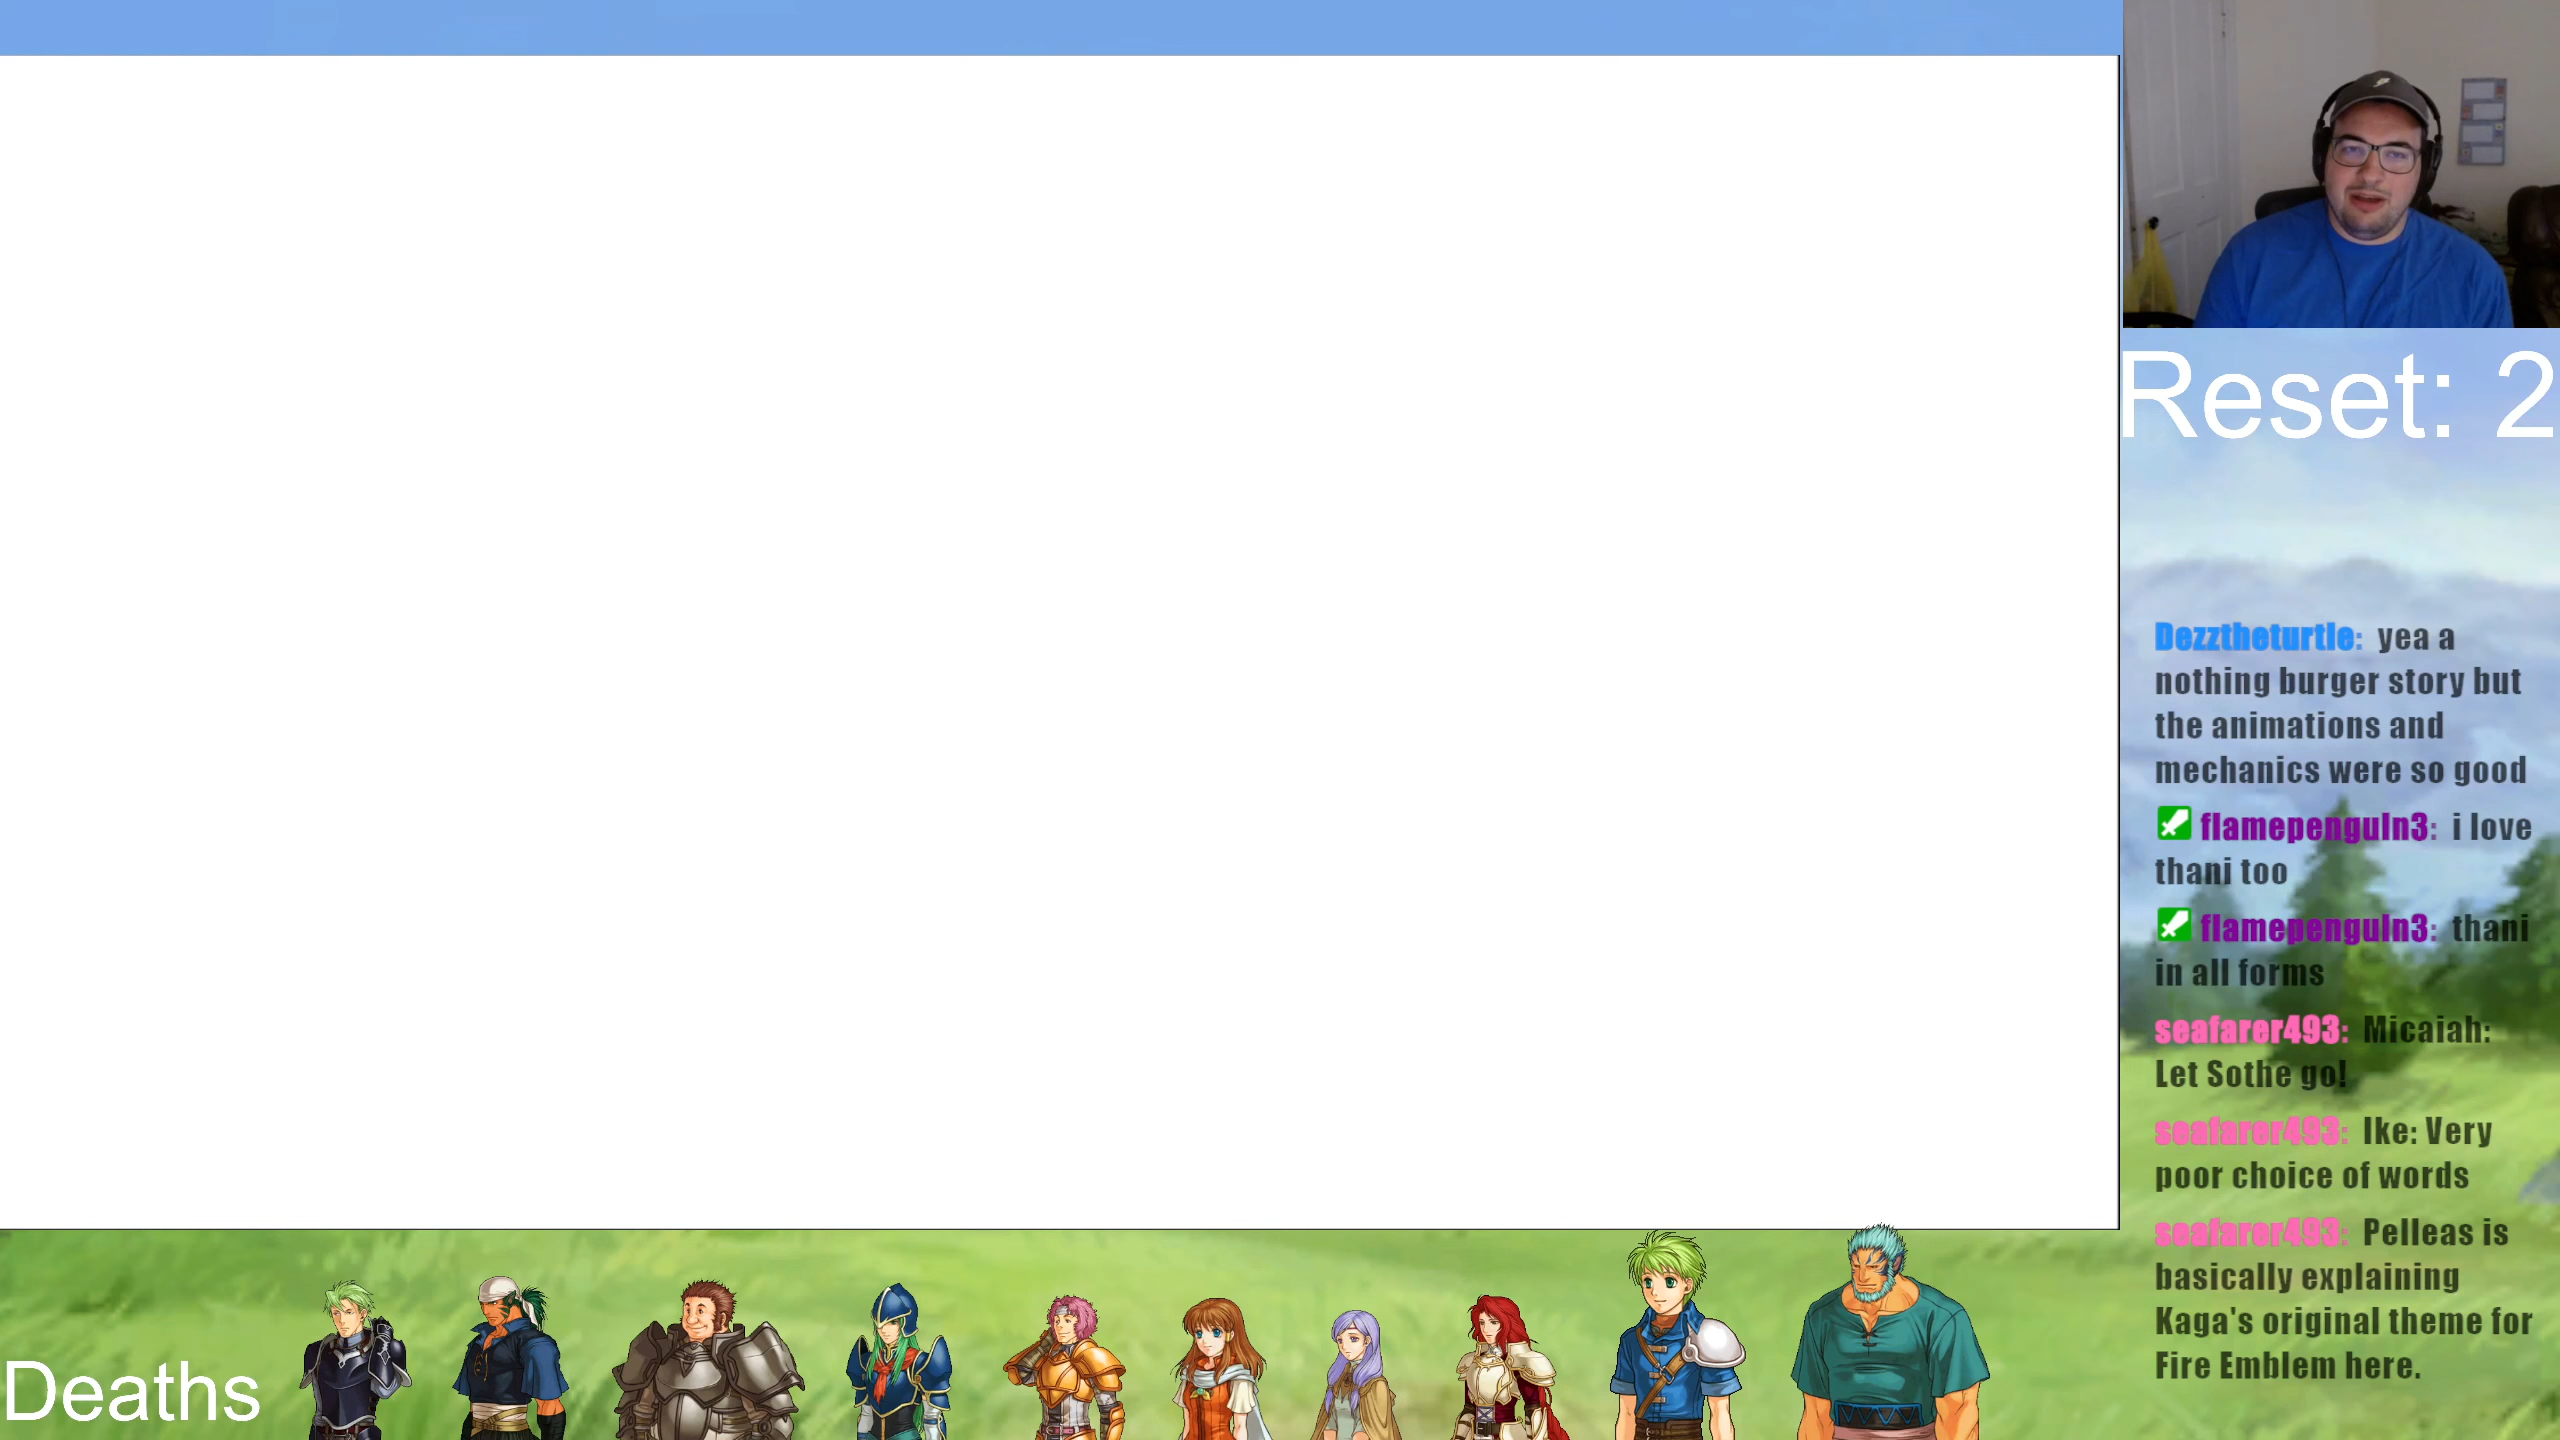 Reset: 2
Dezztheturtle: yea a
nothing burger story but
the animations and
mechanics were so good
flamepenguin3: i love
thani too
flamepenguin3: thani
in all forms
seafarer493: Micaiah:
Let Sothe go!
seafarer493: Ike: Very
poor choice of words
seafarer493: Pelleas is
basically explaining
Kaga's original theme for
Fire Emblem here.
Deaths